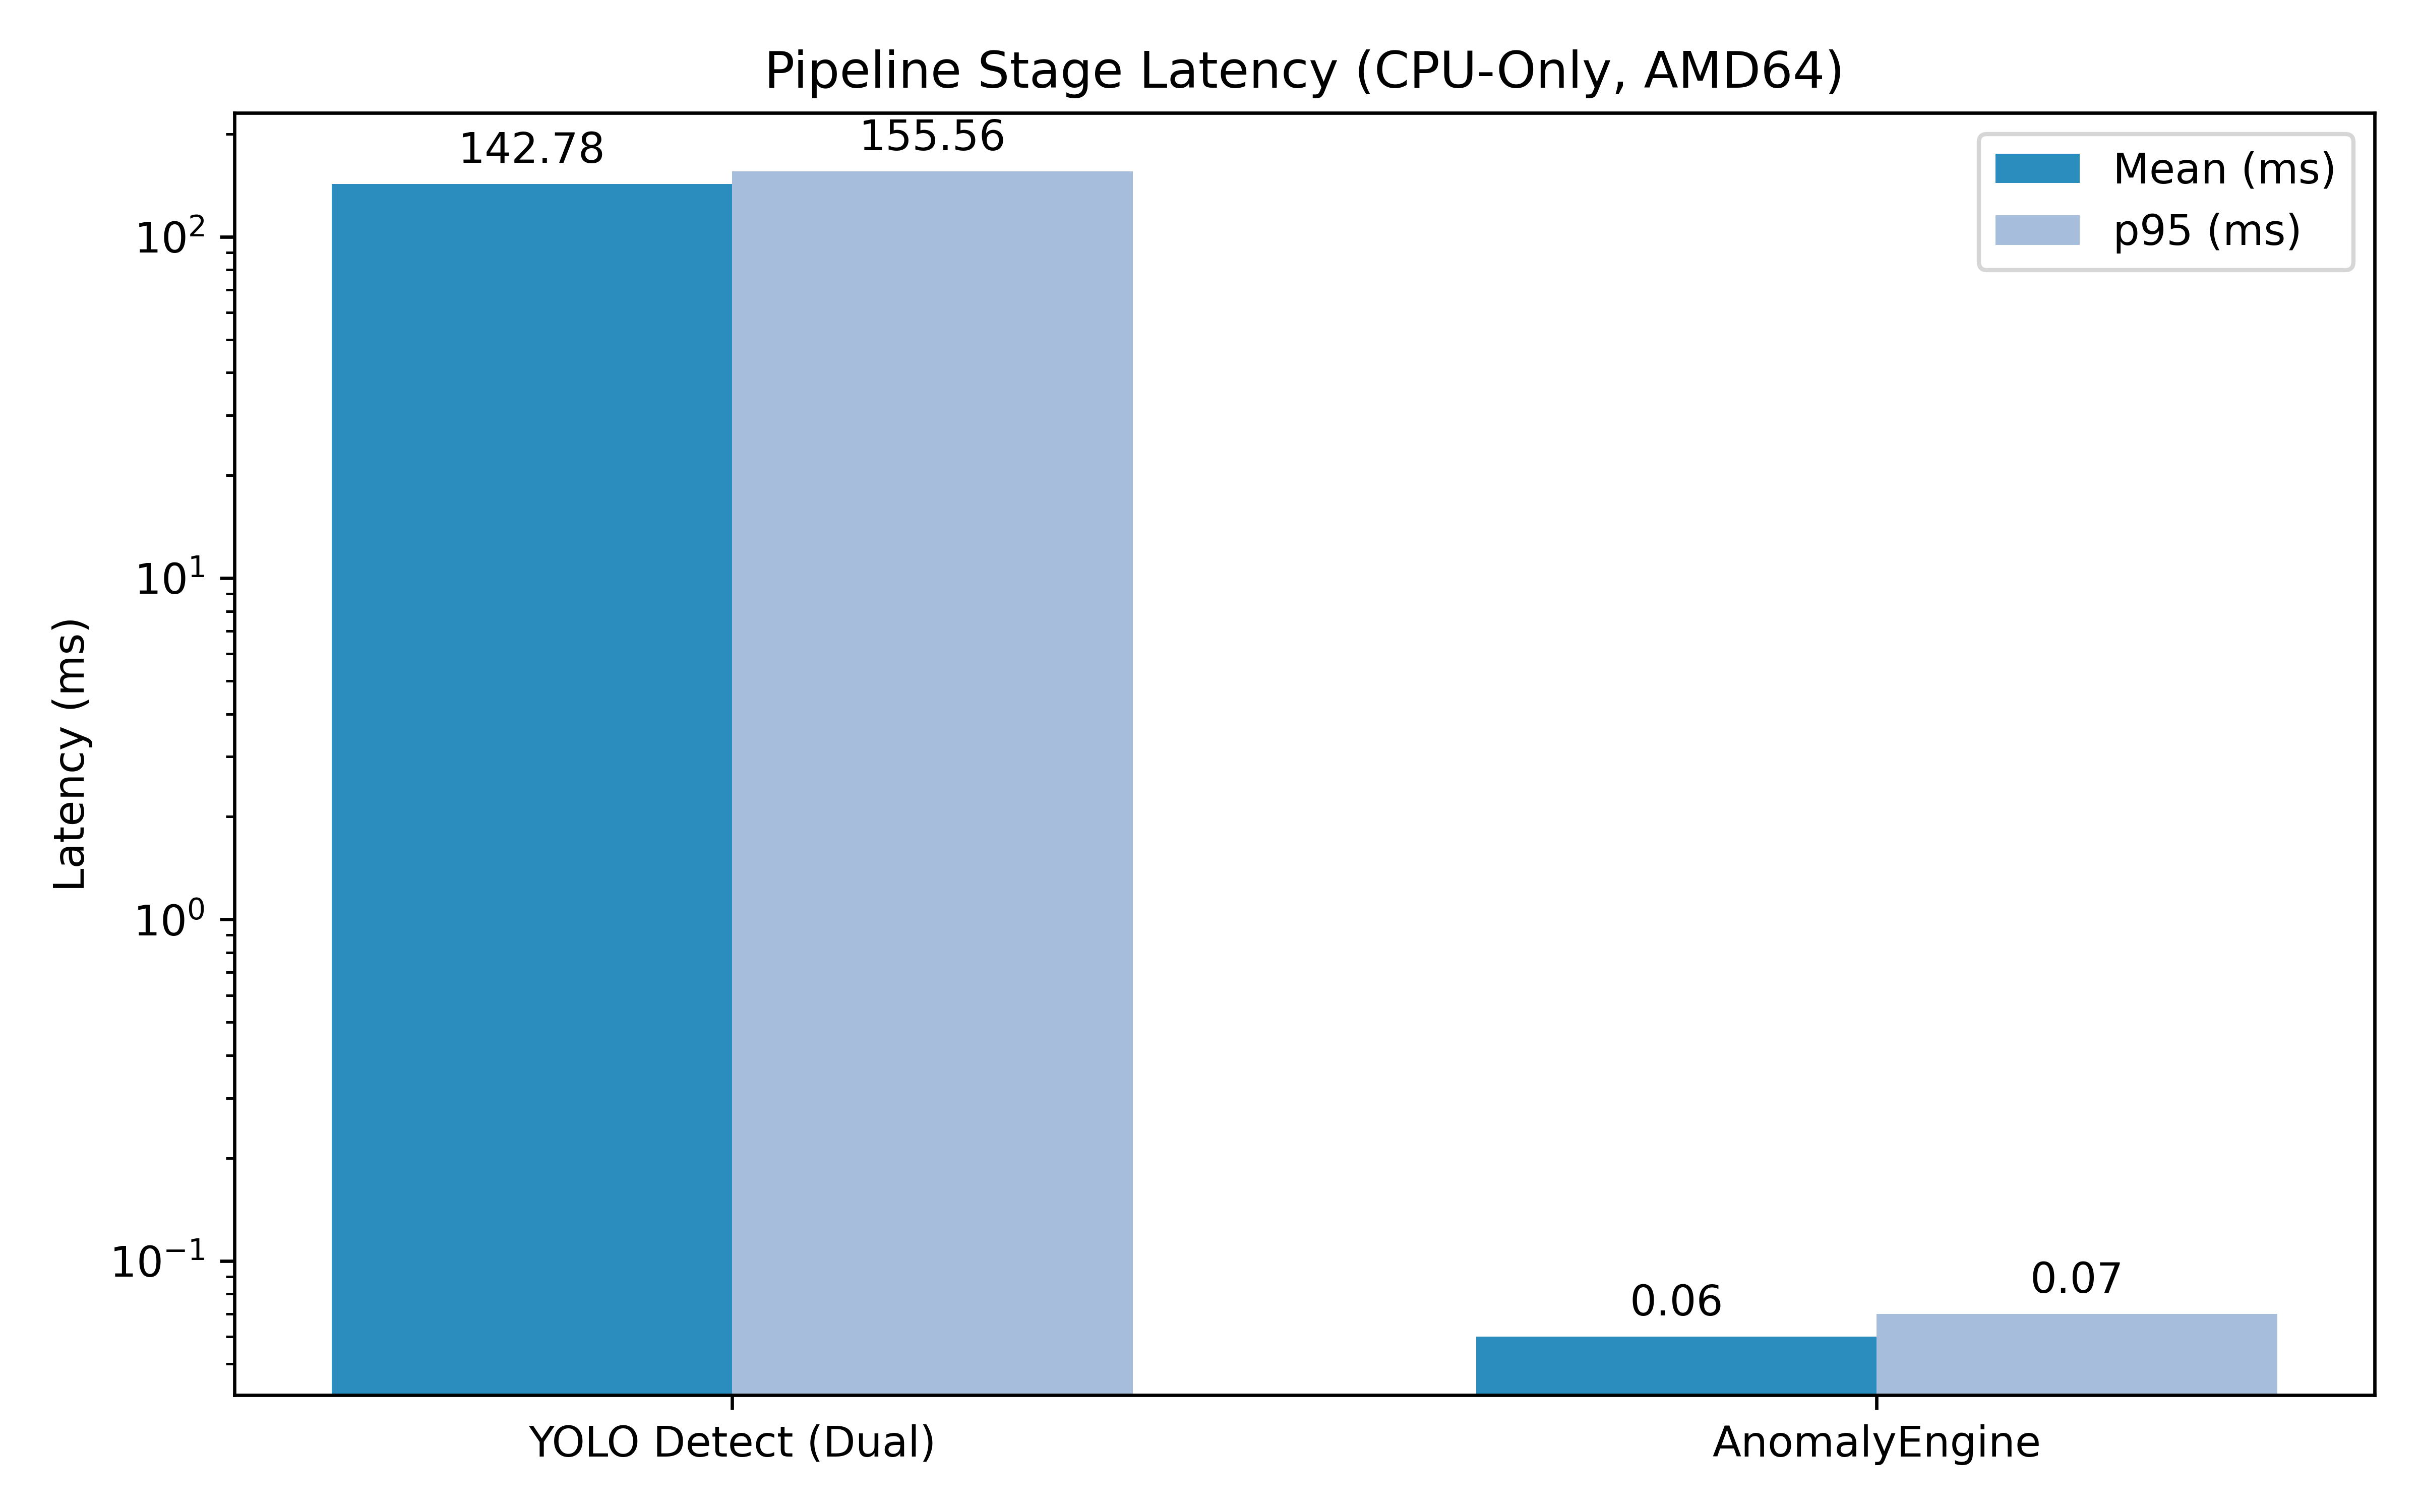 Pipeline Stage Latency (CPU-Only, AMD64)
142.78
155.56
Mean (ms)
p95 (ms)
10²
10¹
10⁰
10⁻¹
Latency (ms)
0.06
0.07
YOLO Detect (Dual)
AnomalyEngine